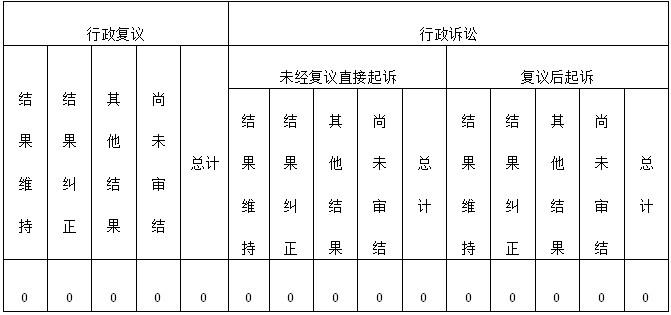 行政复议
行政诉讼
结果维持
结果纠正
其他结果
尚未审结
总计
未经复议直接起诉
复议后起诉
结果维持
结果纠正
其他结果
尚未审结
总计
结果维持
结果纠正
其他结果
尚未审结
总计
0 0 0 0 0 0 0 0 0 0 0 0 0 0 0